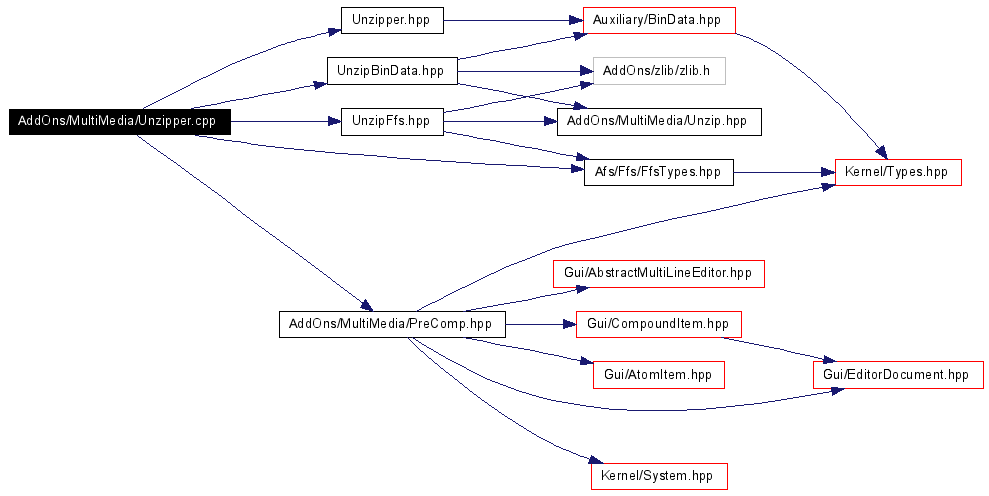 Unzipper.hpp
Auxiliary/BinData.hpp
UnzipBinData.hpp
AddOns/zlib/zlib.h
AddOns/MultiMedia/Unzipper.cpp
UnzipFfs.hpp
AddOns/MultiMedia/Unzip.hpp
Afs/Ffs/FfsTypes.hpp
Kernel/Types.hpp
Gui/AbstractMultiLineEditor.hpp
AddOns/MultiMedia/PreComp.hpp
Gui/CompoundItem.hpp
Gui/AtomItem.hpp
Gui/EditorDocument.hpp
Kernel/System.hpp